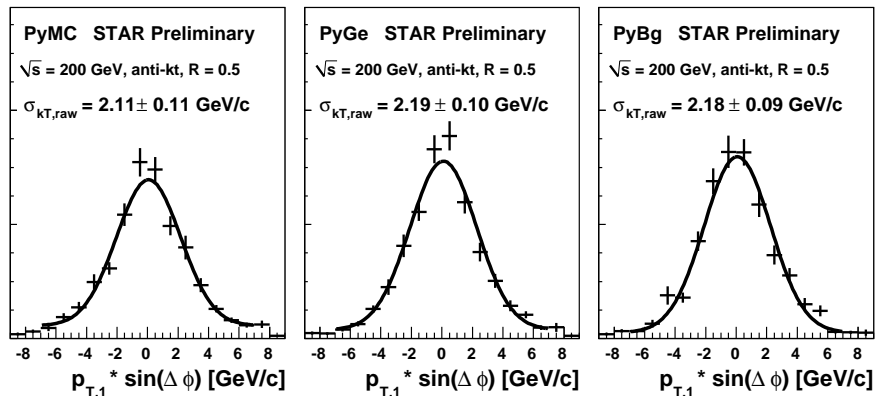 PyMC STAR Preliminary
√s = 200 GeV, anti-kt, R = 0.5
σkT,raw = 2.11± 0.11 GeV/c
-8 -6 -4 -2 0 2 4 6 8
pT,1* sin(Δ ϕ) [GeV/c]
PyGe STAR Preliminary
√s = 200 GeV, anti-kt, R = 0.5
σkT,raw = 2.19± 0.10 GeV/c
-8 -6 -4 -2 0 2 4 6 8
pT,1* sin(Δ ϕ) [GeV/c]
PyBg STAR Preliminary
√s = 200 GeV, anti-kt, R = 0.5
σkT,raw = 2.18 ± 0.09 GeV/c
-8 -6 -4 -2 0 2 4 6 8
pT,1* sin(Δ ϕ) [GeV/c]